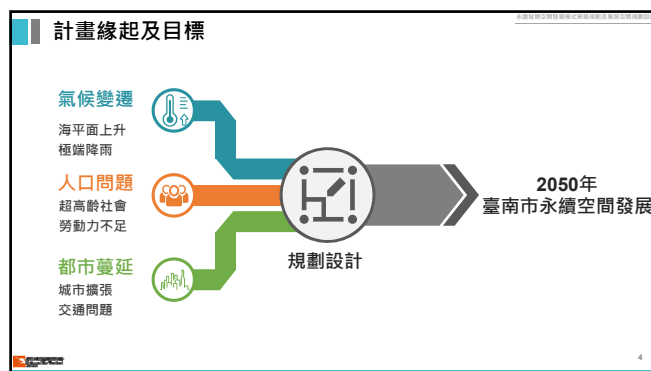 計畫緣起及目標
氣候變遷
海平面上升
極端降雨
人口問題
超高齡社會
勞動力不足
都市蔓延
城市擴張
交通問題
規劃設計
2050年
臺南市永續空間發展
4